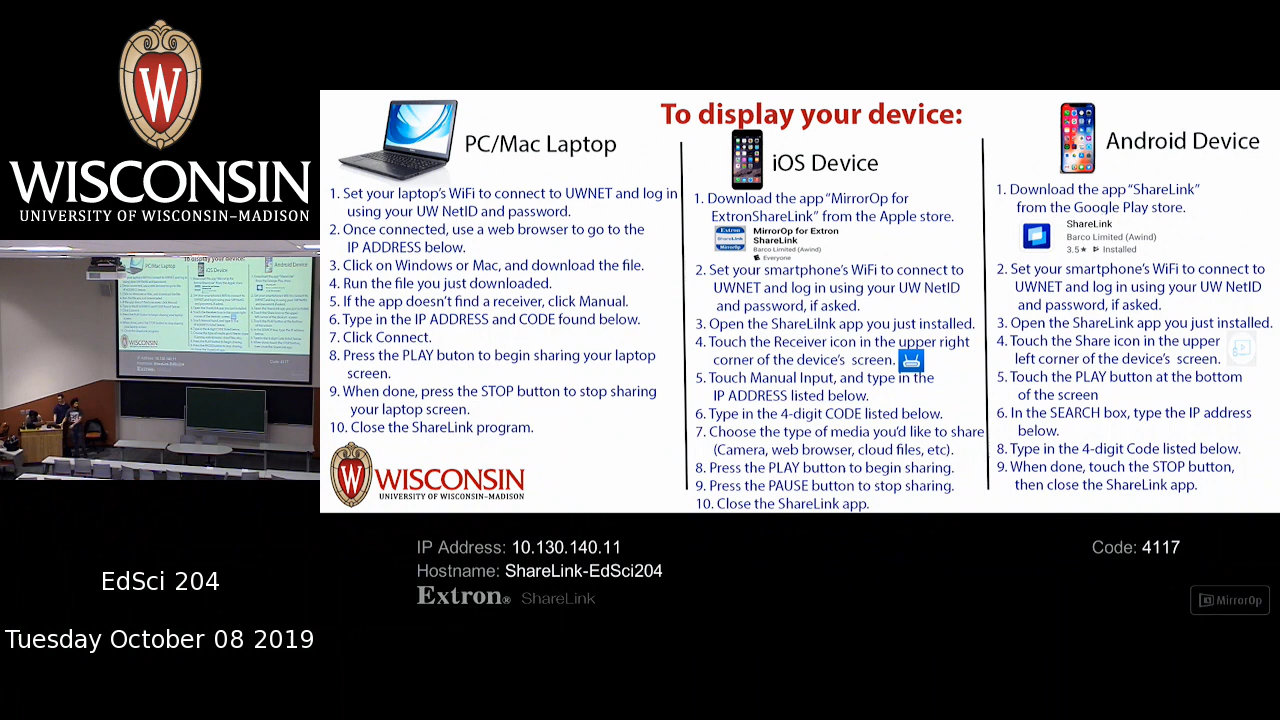 W
WISCONSIN
UNIVERSITY OF WISCONSIN–MADISON
EdSci 204
Tuesday October 08 2019
To display your device:
PC/Mac Laptop
1. Set your laptop's WiFi to connect to UWNET and log in
using your UW NetID and password.
2. Once connected, use a web browser to go to the
IP ADDRESS below.
3. Click on Windows or Mac, and download the file.
4. Run the file you just downloaded.
5. If the app doesn't find a receiver, click Manual.
6. Type in the IP ADDRESS and CODE found below.
7. Click Connect.
8. Press the PLAY buton to begin sharing your laptop
screen.
9. When done, press the STOP button to stop sharing
your laptop screen.
10. Close the ShareLink program.
W
WISCONSIN
UNIVERSITY OF WISCONSIN–MADISON
iOS Device
1. Download the app "MirrorOp for
ExtronShareLink" from the Apple store.
Extron
ShareLink
MirrorOp
MirrorOp for Extron
ShareLink
Barco Limited (Awind)
Everyone
2. Set your smartphone's WiFi to connect to
UWNET and log in using your UW NetID
and password, if asked.
3. Open the ShareLiInk app you just installed.
4. Touch the Receiver icon in the upper right
corner of the device's screen.
5. Touch Manual Input, and type in the
IP ADDRESS listed below.
6. Type in the 4-digit CODE listed below.
7. Choose the type of media you'd like to share
(Camera, web browser, cloud files, etc).
8. Press the PLAY button to begin sharing.
9. Press the PAUSE button to stop sharing.
10. Close the ShareLink app.
Android Device
1. Download the app "ShareLink"
from the Google Play store.
ShareLink
Barco Limited (Awind)
3.5★ Installed
2. Set your smartphone's WiFi to connect to
UWNET and log in using your UW NetID
and password, if asked.
3. Open the ShareLink app you just installed.
4. Touch the Share icon in the upper
left corner of the device's screen.
5. Touch the PLAY button at the bottom
of the screen
6. In the SEARCH box, type the IP address
below.
8. Type in the 4-digit Code listed below.
9. When done, touch the STOP button,
then close the ShareLink app.
IP Address: 10.130.140.11
Code: 4117
Hostname: ShareLink-EdSci204
Extron® ShareLink
MirrorOp